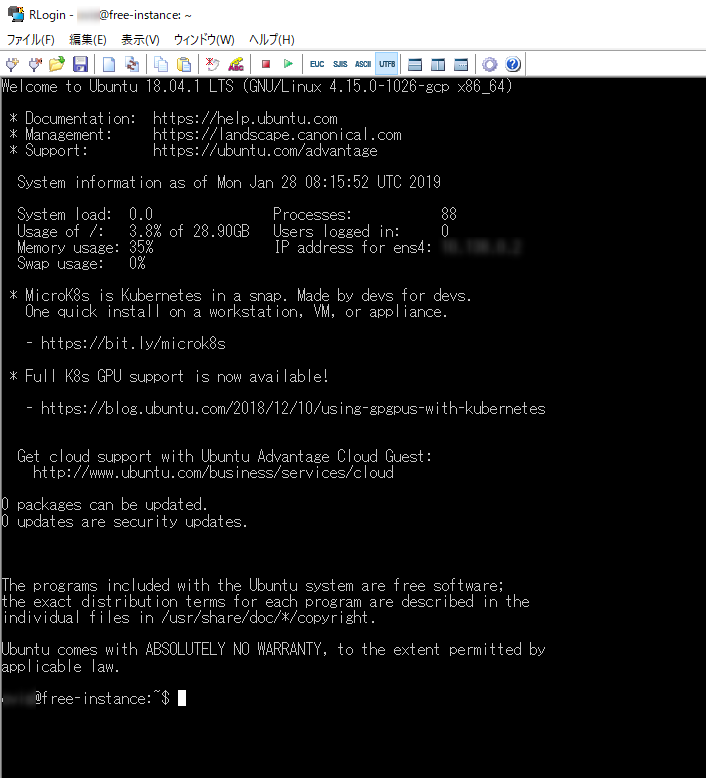 RLogin - @free-instance: ~
ファイル(F) 編集(E) 表示(V) ウィンドウ(W) ヘルプ(H)
EUC SJIS ASCII UTF8
Welcome to Ubuntu 18.04.1 LTS (GNU/Linux 4.15.0-1026-gcp x86_64)
* Documentation: https://help.ubuntu.com
* Management: https://landscape.canonical.com
* Support: https://ubuntu.com/advantage
System information as of Mon Jan 28 08:15:52 UTC 2019
System load: 0.0 Processes: 88
Usage of /: 3.8% of 28.90GB Users logged in: 0
Memory usage: 35% IP address for ens4:
Swap usage: 0%
* MicroK8s is Kubernetes in a snap. Made by devs for devs.
One quick install on a workstation, VM, or appliance.
- https://bit.ly/microk8s
* Full K8s GPU support is now available!
- https://blog.ubuntu.com/2018/12/10/using-gpgpus-with-kubernetes
Get cloud support with Ubuntu Advantage Cloud Guest:
http://www.ubuntu.com/business/services/cloud
0 packages can be updated.
0 updates are security updates.
The programs included with the Ubuntu system are free software;
the exact distribution terms for each program are described in the
individual files in /usr/share/doc/*/copyright.
Ubuntu comes with ABSOLUTELY NO WARRANTY, to the extent permitted by
applicable law.
@free-instance:~$